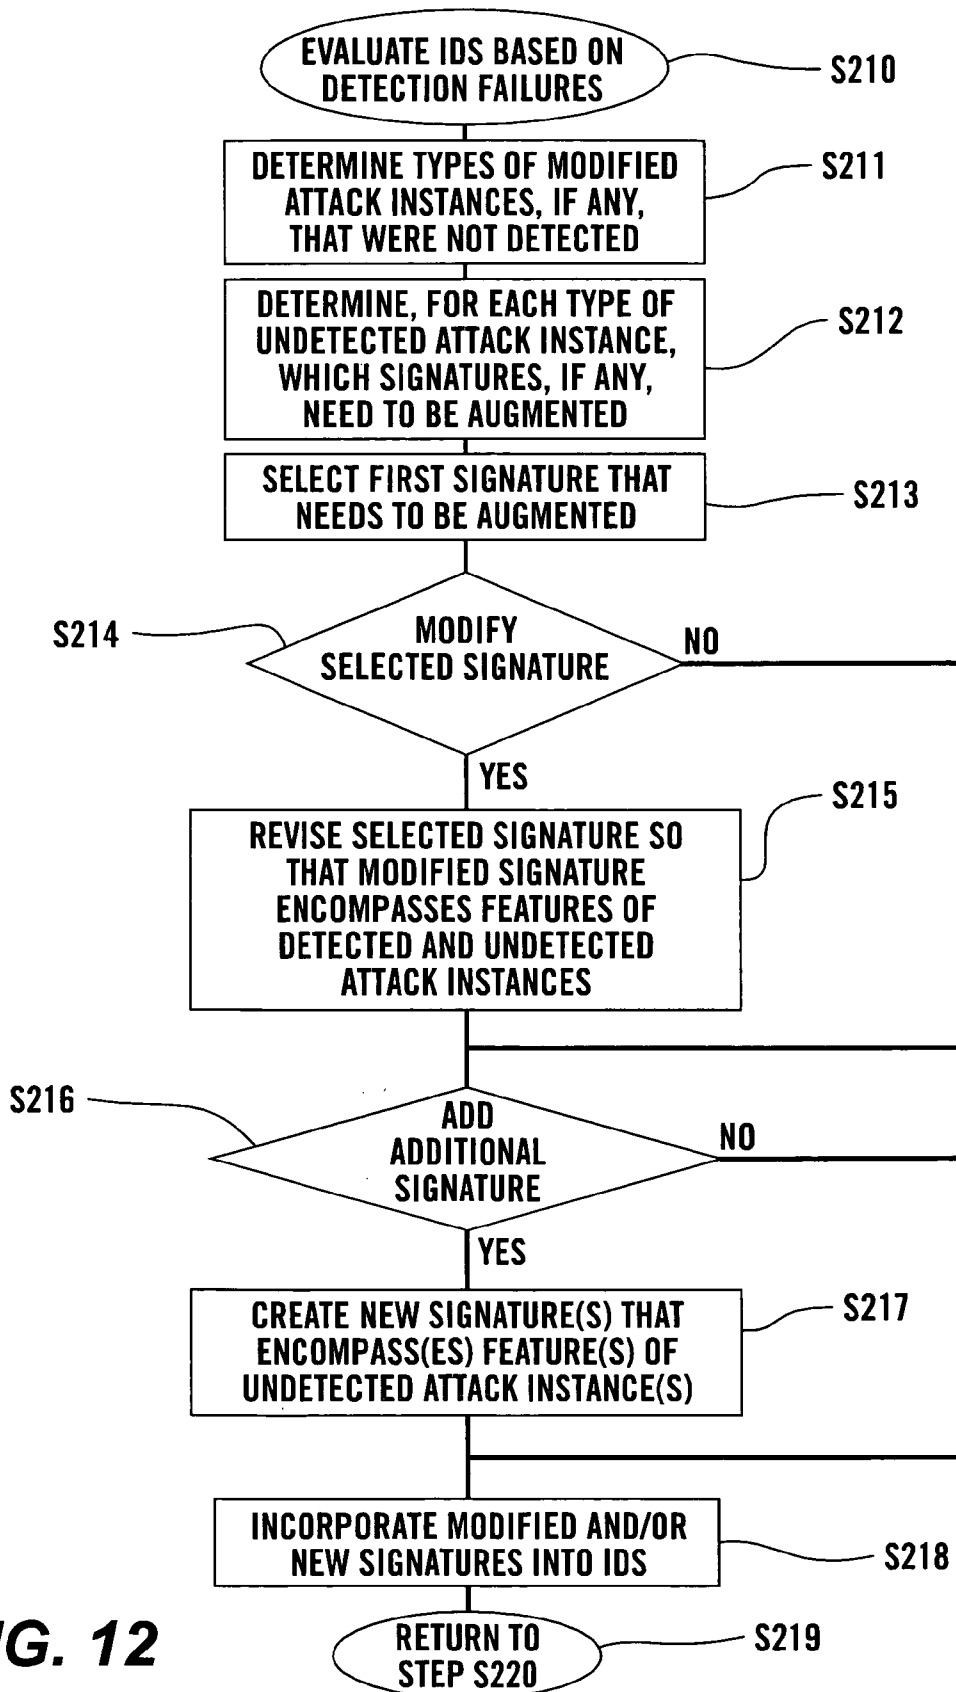 EVALUATE IDS BASED ON
DETECTION FAILURES
S210
DETERMINE TYPES OF MODIFIED
ATTACK INSTANCES, IF ANY,
THAT WERE NOT DETECTED
S211
DETERMINE, FOR EACH TYPE OF
UNDETECTED ATTACK INSTANCE,
WHICH SIGNATURES, IF ANY,
NEED TO BE AUGMENTED
S212
SELECT FIRST SIGNATURE THAT
NEEDS TO BE AUGMENTED
S213
S214
MODIFY
SELECTED SIGNATURE
NO
YES
REVISE SELECTED SIGNATURE SO
THAT MODIFIED SIGNATURE
ENCOMPASSES FEATURES OF
DETECTED AND UNDETECTED
ATTACK INSTANCES
S215
S216
ADD
ADDITIONAL
SIGNATURE
NO
YES
CREATE NEW SIGNATURE(S) THAT
ENCOMPASS(ES) FEATURE(S) OF
UNDETECTED ATTACK INSTANCE(S)
S217
INCORPORATE MODIFIED AND/OR
NEW SIGNATURES INTO IDS
S218
RETURN TO
STEP S220
S219
IG. 12